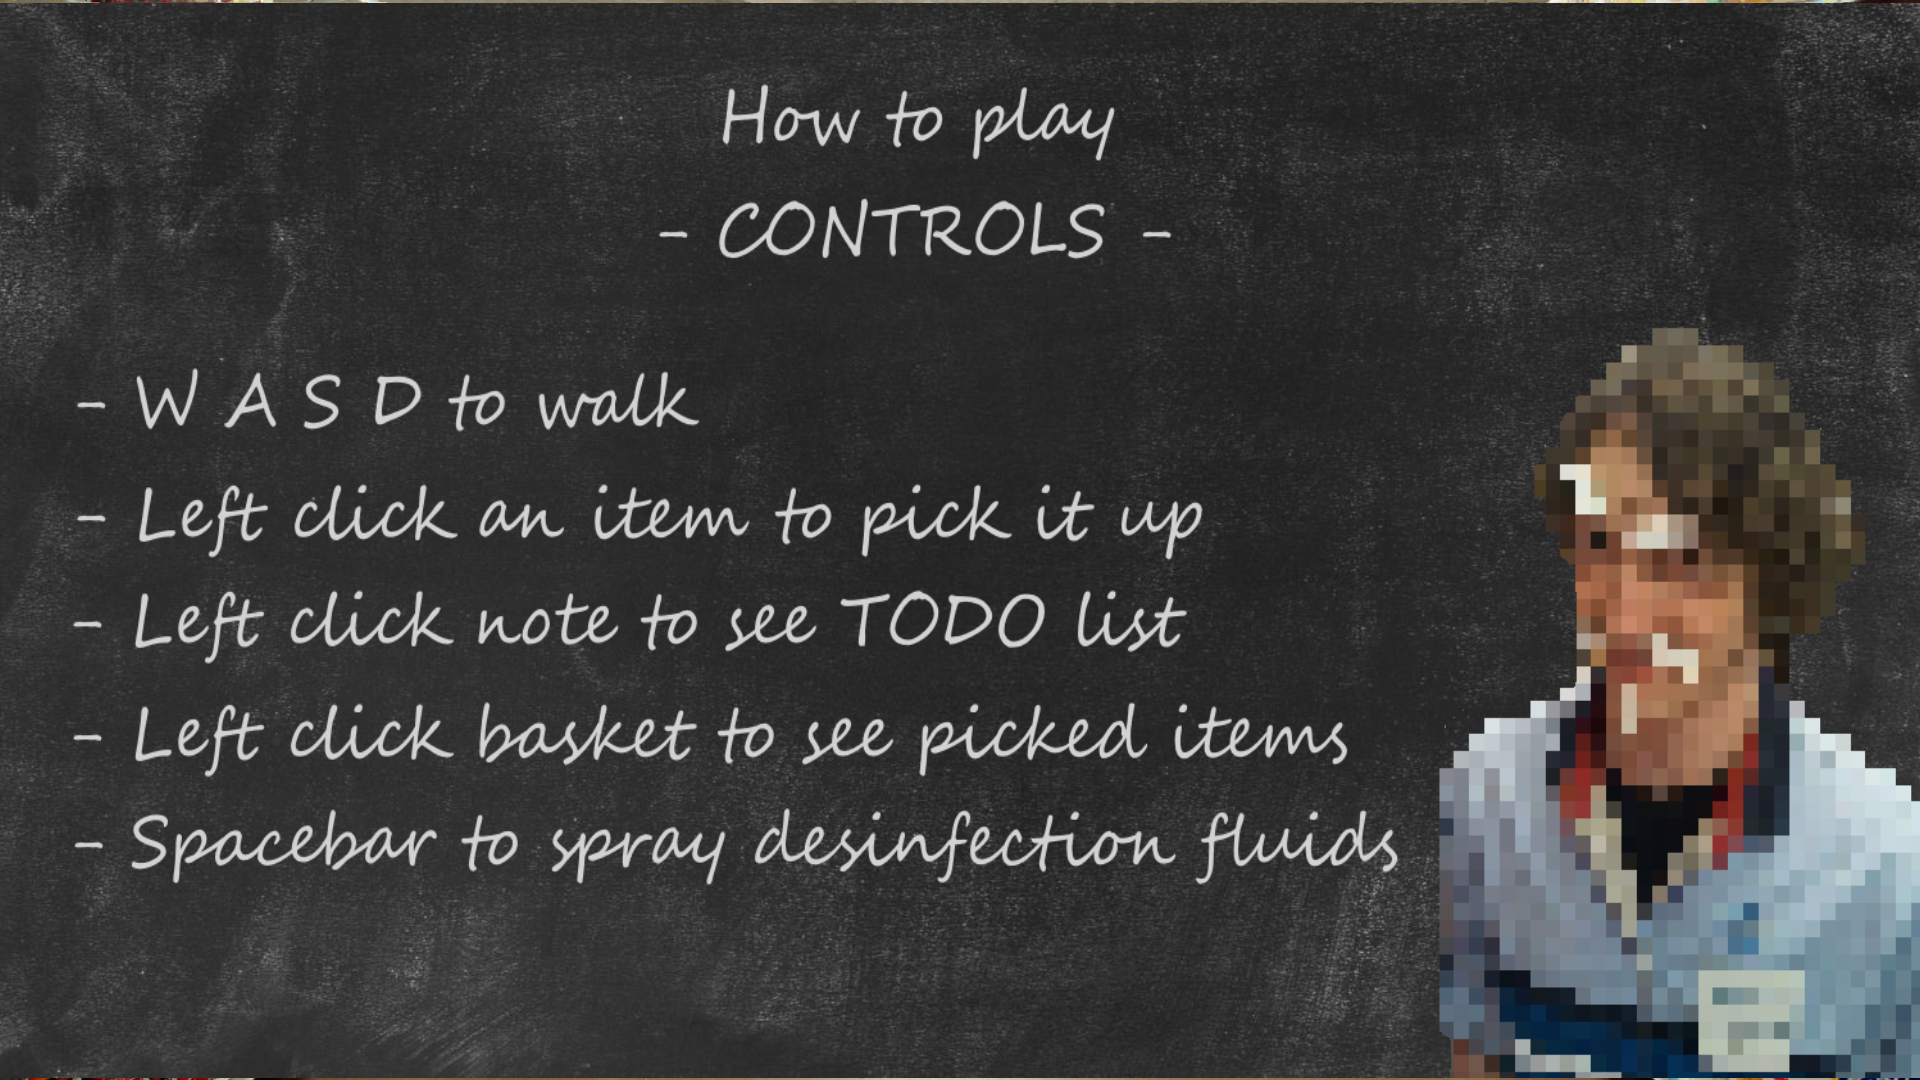 How to play
- CONTROLS -
- W A S D to walk
- Left click an item to pick it up
- Left click note to see TODO list
- Left click basket to see picked items
- Spacebar to spray desinfection fluids